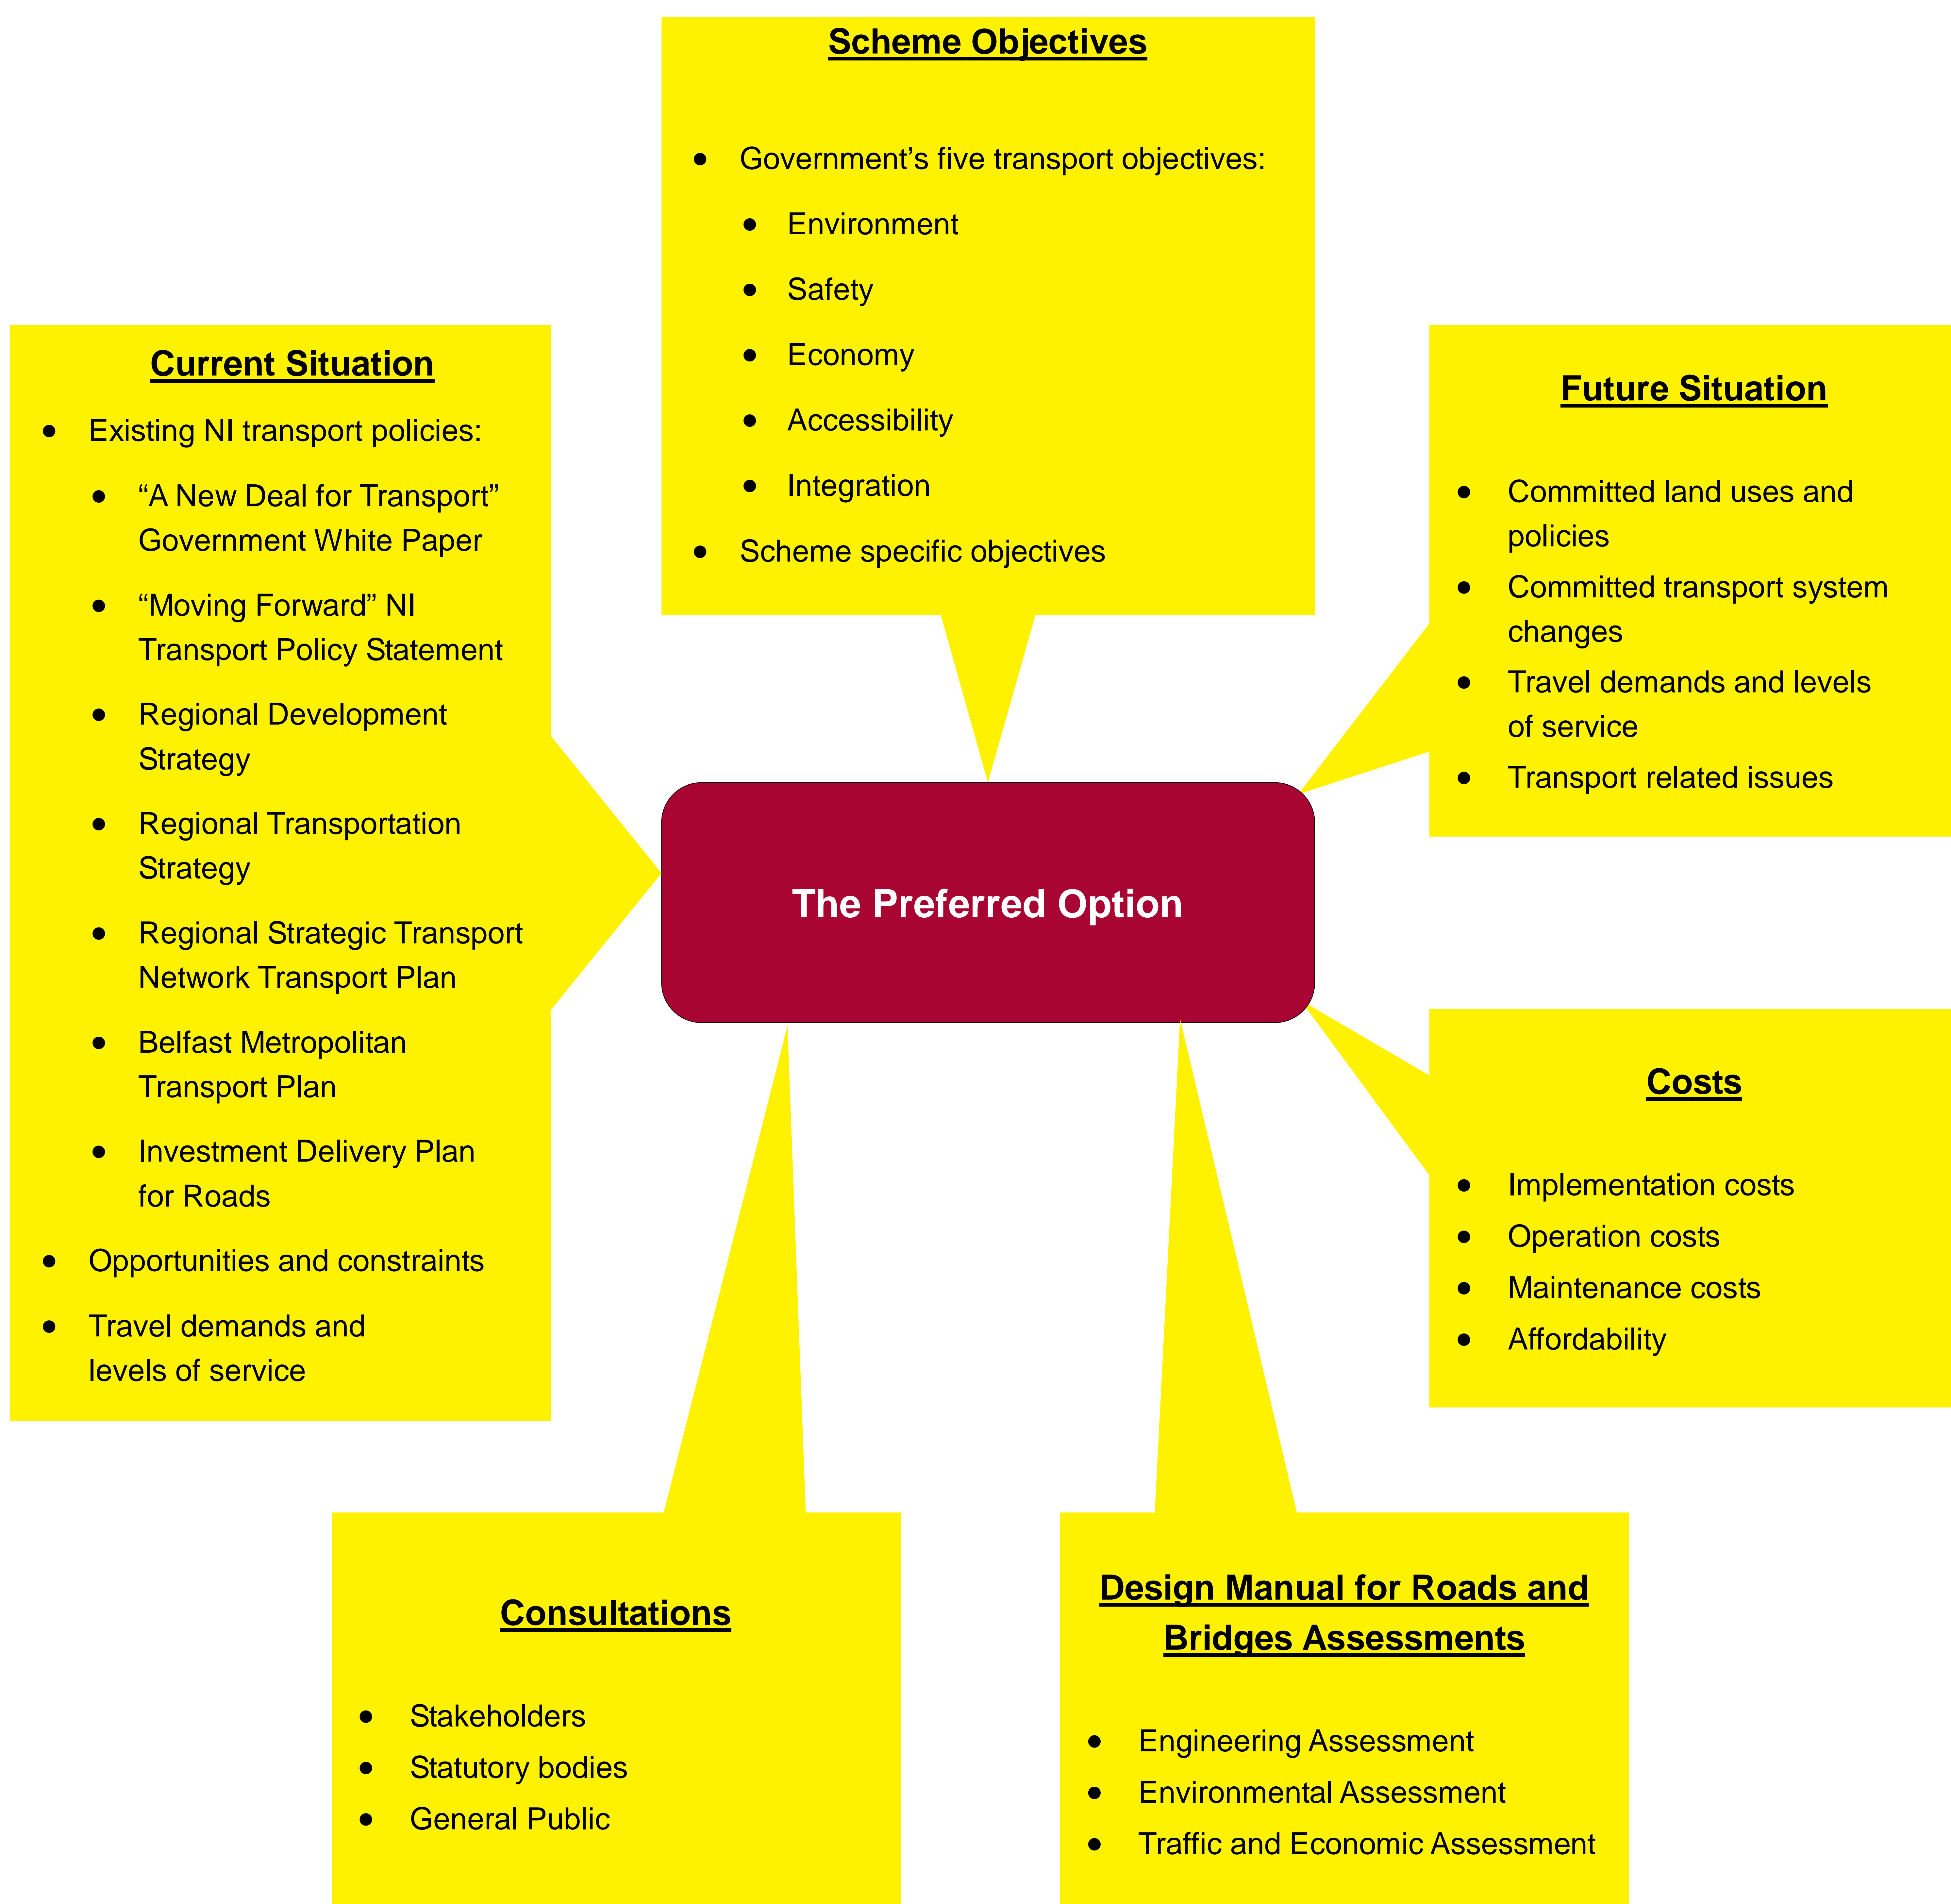 Scheme Objectives
● Government’s five transport objectives:
● Environment
● Safety
● Economy
● Accessibility
● Integration
● Scheme specific objectives
Current Situation
● Existing NI transport policies:
● “A New Deal for Transport”
Government White Paper
● “Moving Forward” NI
Transport Policy Statement
● Regional Development
Strategy
● Regional Transportation
Strategy
● Regional Strategic Transport
Network Transport Plan
● Belfast Metropolitan
Transport Plan
● Investment Delivery Plan
for Roads
● Opportunities and constraints
● Travel demands and
levels of service
Future Situation
● Committed land uses and
policies
● Committed transport system
changes
● Travel demands and levels
of service
● Transport related issues
The Preferred Option
Costs
● Implementation costs
● Operation costs
● Maintenance costs
● Affordability
Consultations
● Stakeholders
● Statutory bodies
● General Public
Design Manual for Roads and
Bridges Assessments
● Engineering Assessment
● Environmental Assessment
● Traffic and Economic Assessment